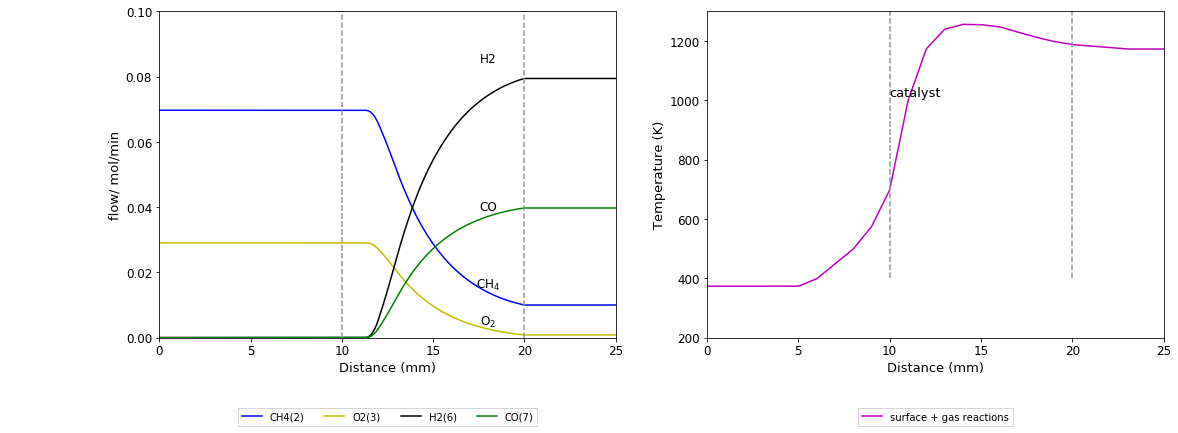 0.10
0.08
0.06
0.04
0.02
0.00
flow/ mol/min
H2
CO
CH₄
O₂
0 5 10 15 20 25
Distance (mm)
CH4(2) O2(3) H2(6) CO(7)
1200
1000
800
600
400
200
Temperature (K)
catalyst
0 5 10 15 20 25
Distance (mm)
surface + gas reactions